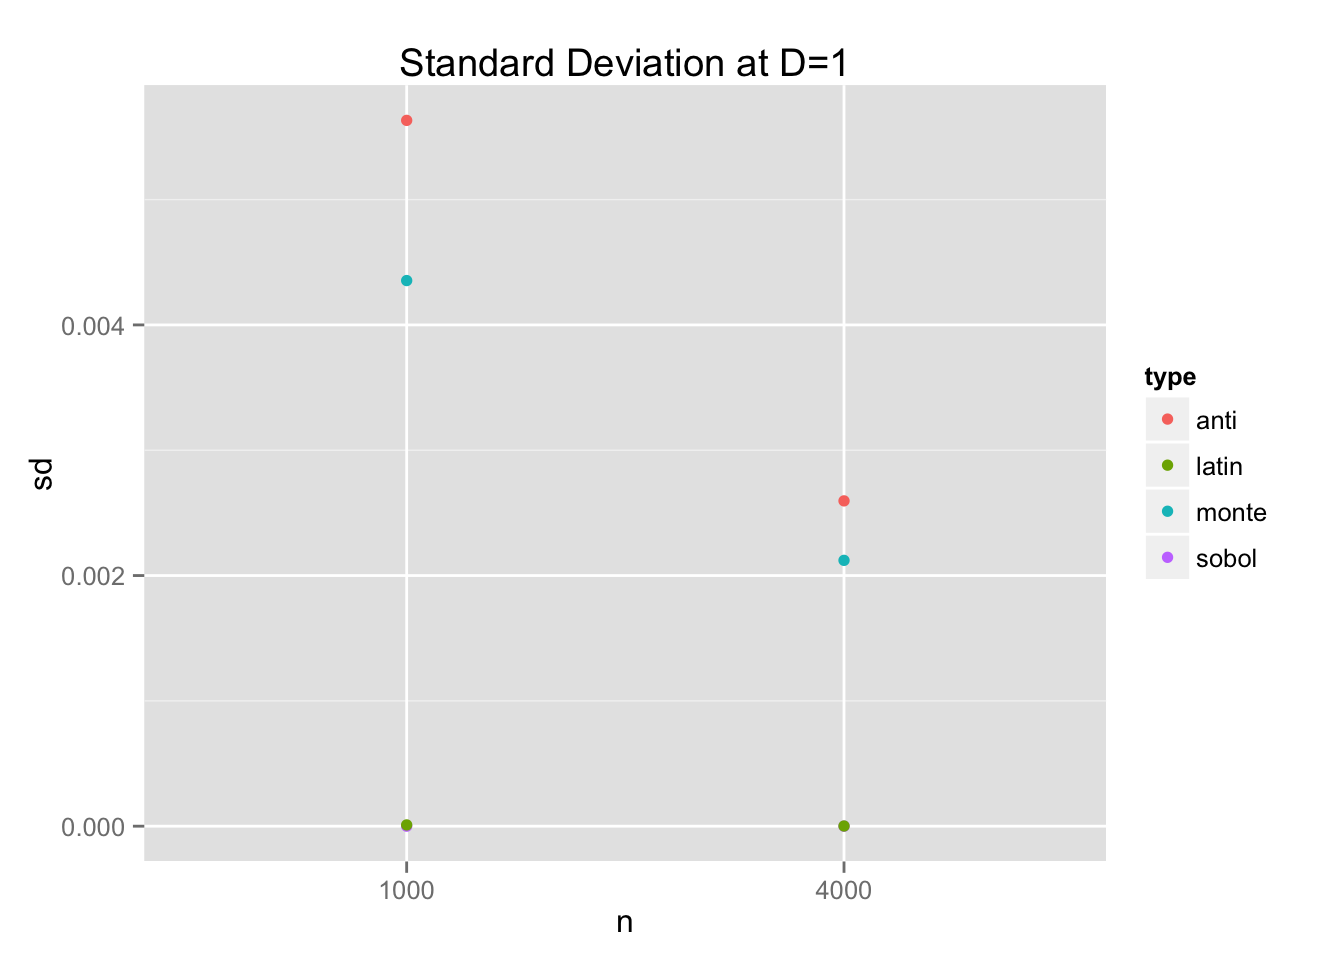 Standard Deviation at D=1
0.004
0.002
0.000
sd
1000
4000
n
type
anti
latin
monte
sobol